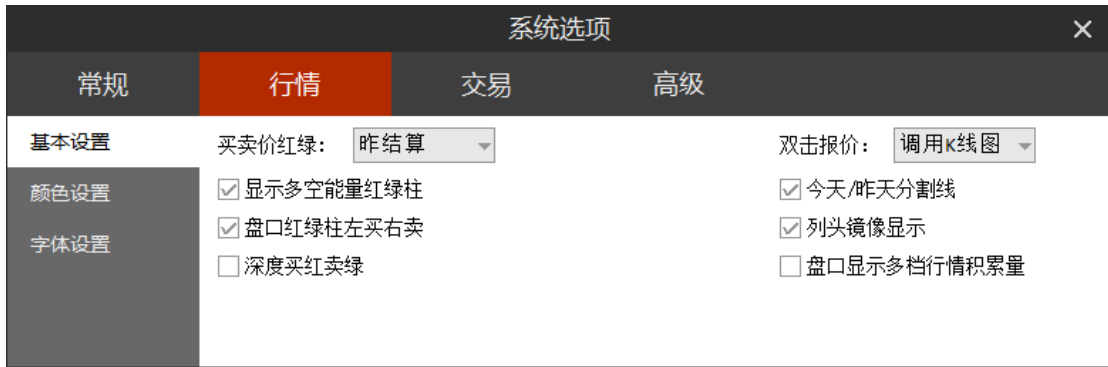 系统选项
常规 行情 交易 高级
基本设置
颜色设置
字体设置
买卖价红绿： 昨结算 双击报价： 调用K线图
显示多空能量红绿柱 今天/昨天分割线
盘口红绿柱左买右卖 列头镜像显示
深度买红卖绿 盘口显示多档行情积累量